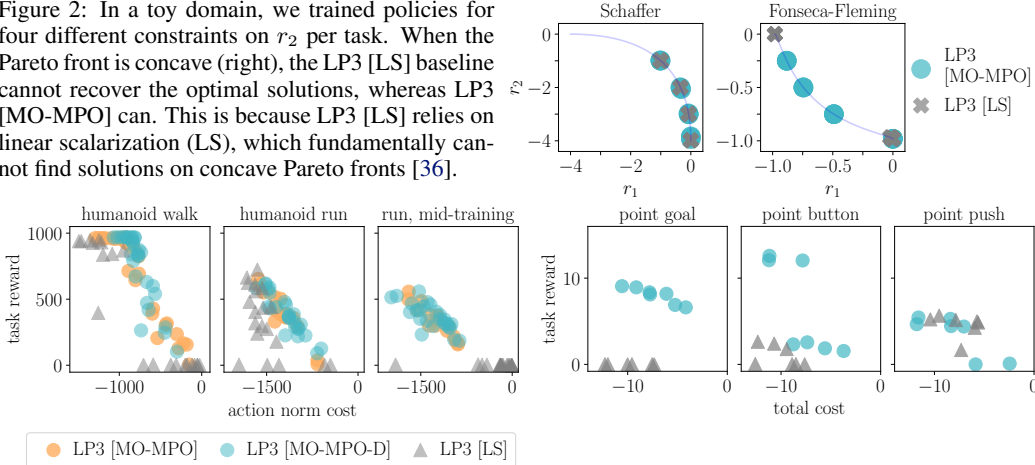 Figure 2: In a toy domain, we trained policies for
four different constraints on r2 per task. When the
Pareto front is concave (right), the LP3 [LS] baseline
cannot recover the optimal solutions, whereas LP3
[MO-MPO] can. This is because LP3 [LS] relies on
linear scalarization (LS), which fundamentally can-
not find solutions on concave Pareto fronts [36].
Schaffer
0
−2
−4
r2
−4 −2 0
r1
Fonseca-Fleming
0
−0.5
−1.0
−1.0 −0.5 0
r1
LP3
[MO-MPO]
LP3 [LS]
humanoid walk humanoid run run, mid-training
1000
500
0
task reward
−1000 0 −1500 −1500 0
action norm cost
LP3 [MO-MPO] LP3 [MO-MPO-D] LP3 [LS]
point goal point button point push
10
0
task reward
−10 0 −10 0 −10 0
total cost